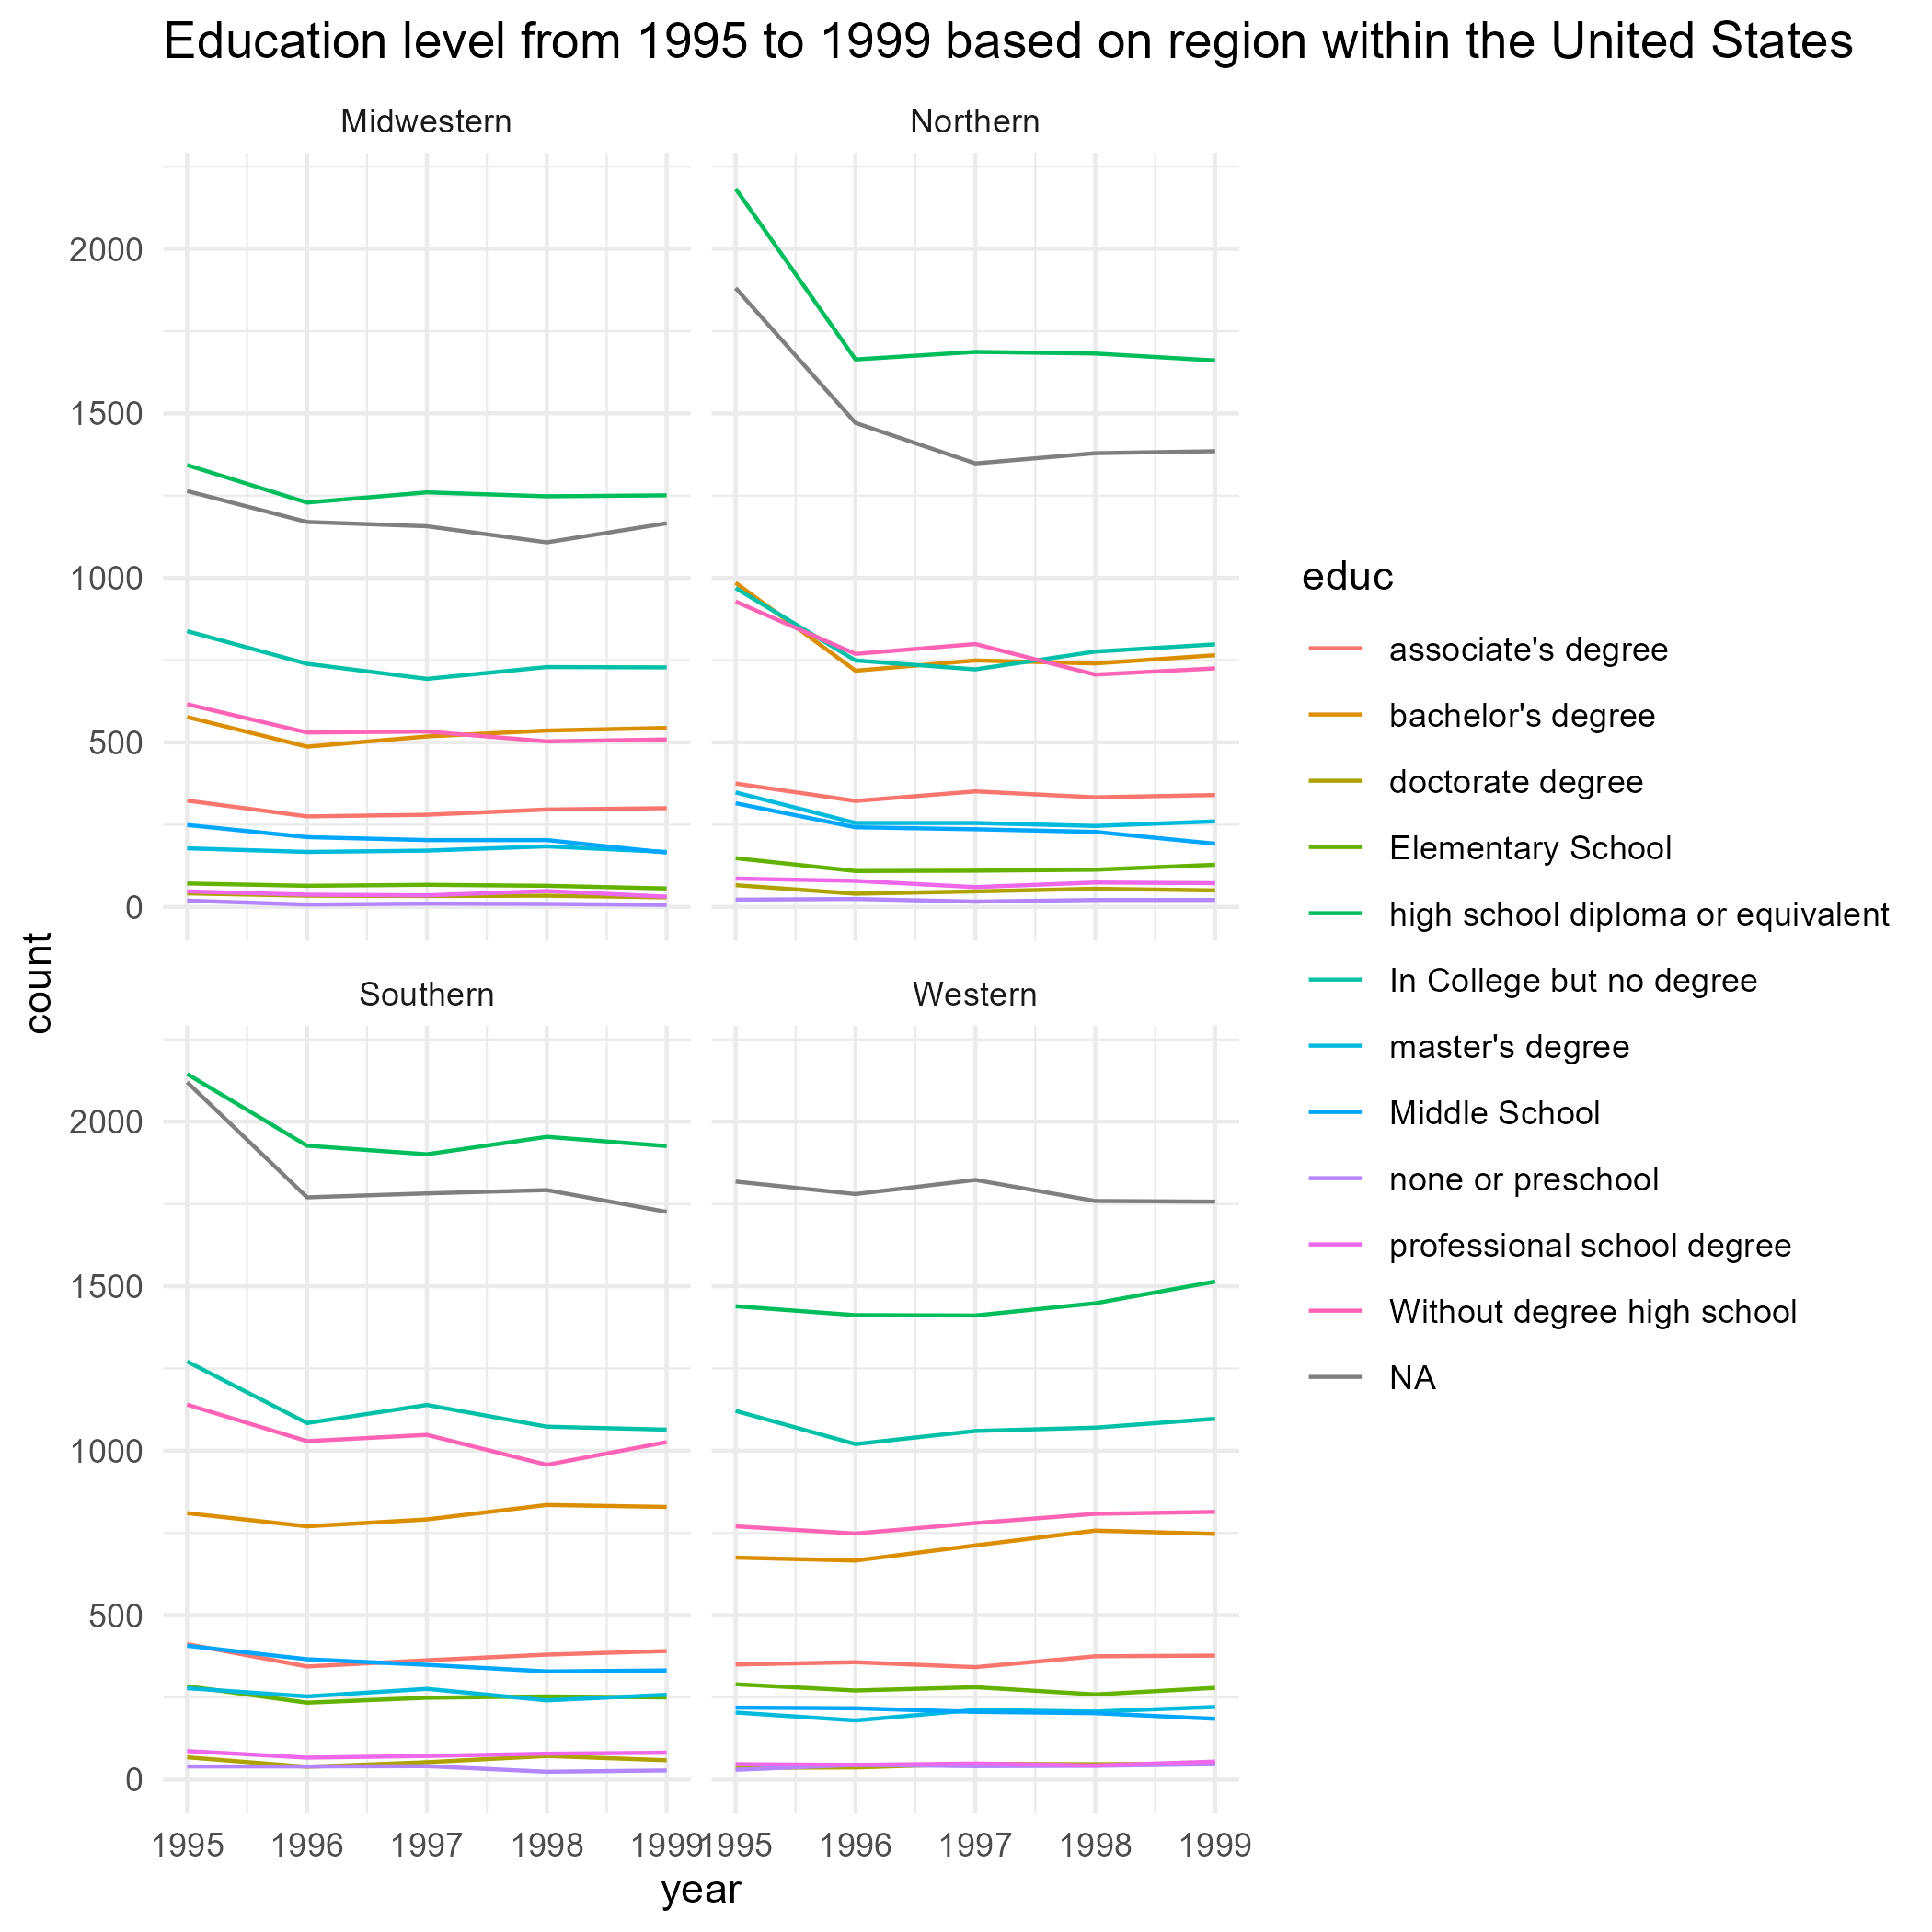 Education level from 1995 to 1999 based on region within the United States
Midwestern
Northern
2000
1500
1000
500
0
Southern
Western
2000
1500
1000
500
0
1995 1996 1997 1998 1999 1995 1996 1997 1998 1999
year
count
educ
associate's degree
bachelor's degree
doctorate degree
Elementary School
high school diploma or equivalent
In College but no degree
master's degree
Middle School
none or preschool
professional school degree
Without degree high school
NA